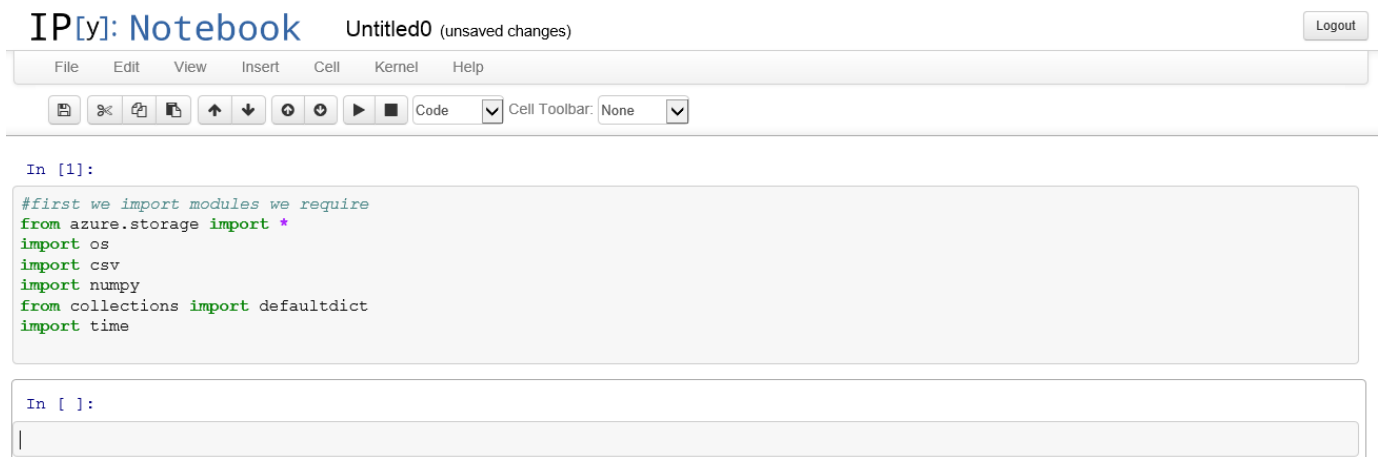 IP[y]: Notebook Untitled0 (unsaved changes) Logout
File Edit View Insert Cell Kernel Help
Code Cell Toolbar: None
In [1]:
#first we import modules we require
from azure.storage import *
import os
import csv
import numpy
from collections import defaultdict
import time
In [ ]: